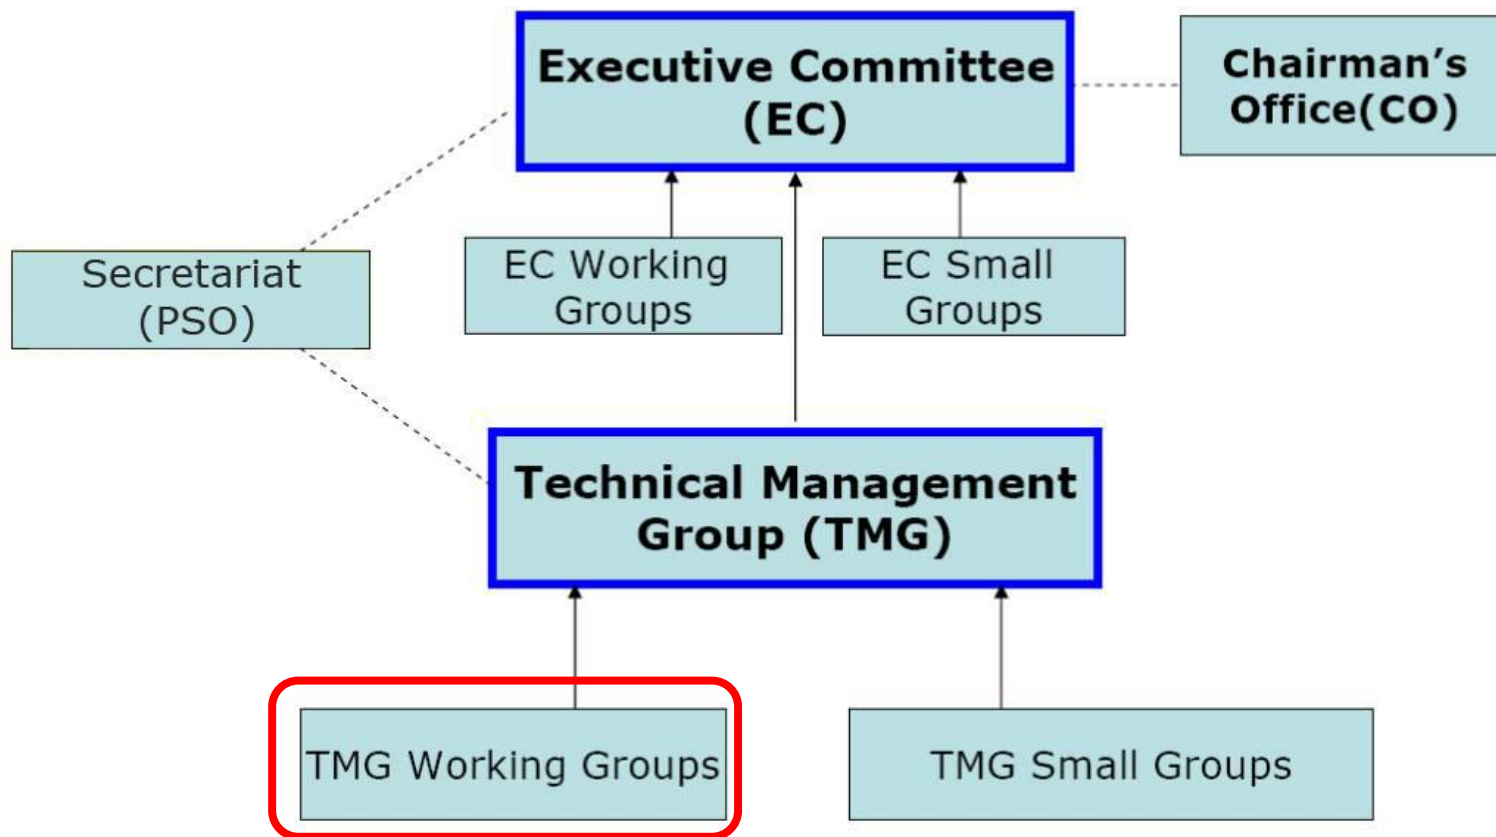 Executive Committee
(EC)
Chairman’s
Office(CO)
Secretariat
(PSO)
EC Working
Groups
EC Small
Groups
Technical Management
Group (TMG)
TMG Working Groups
TMG Small Groups